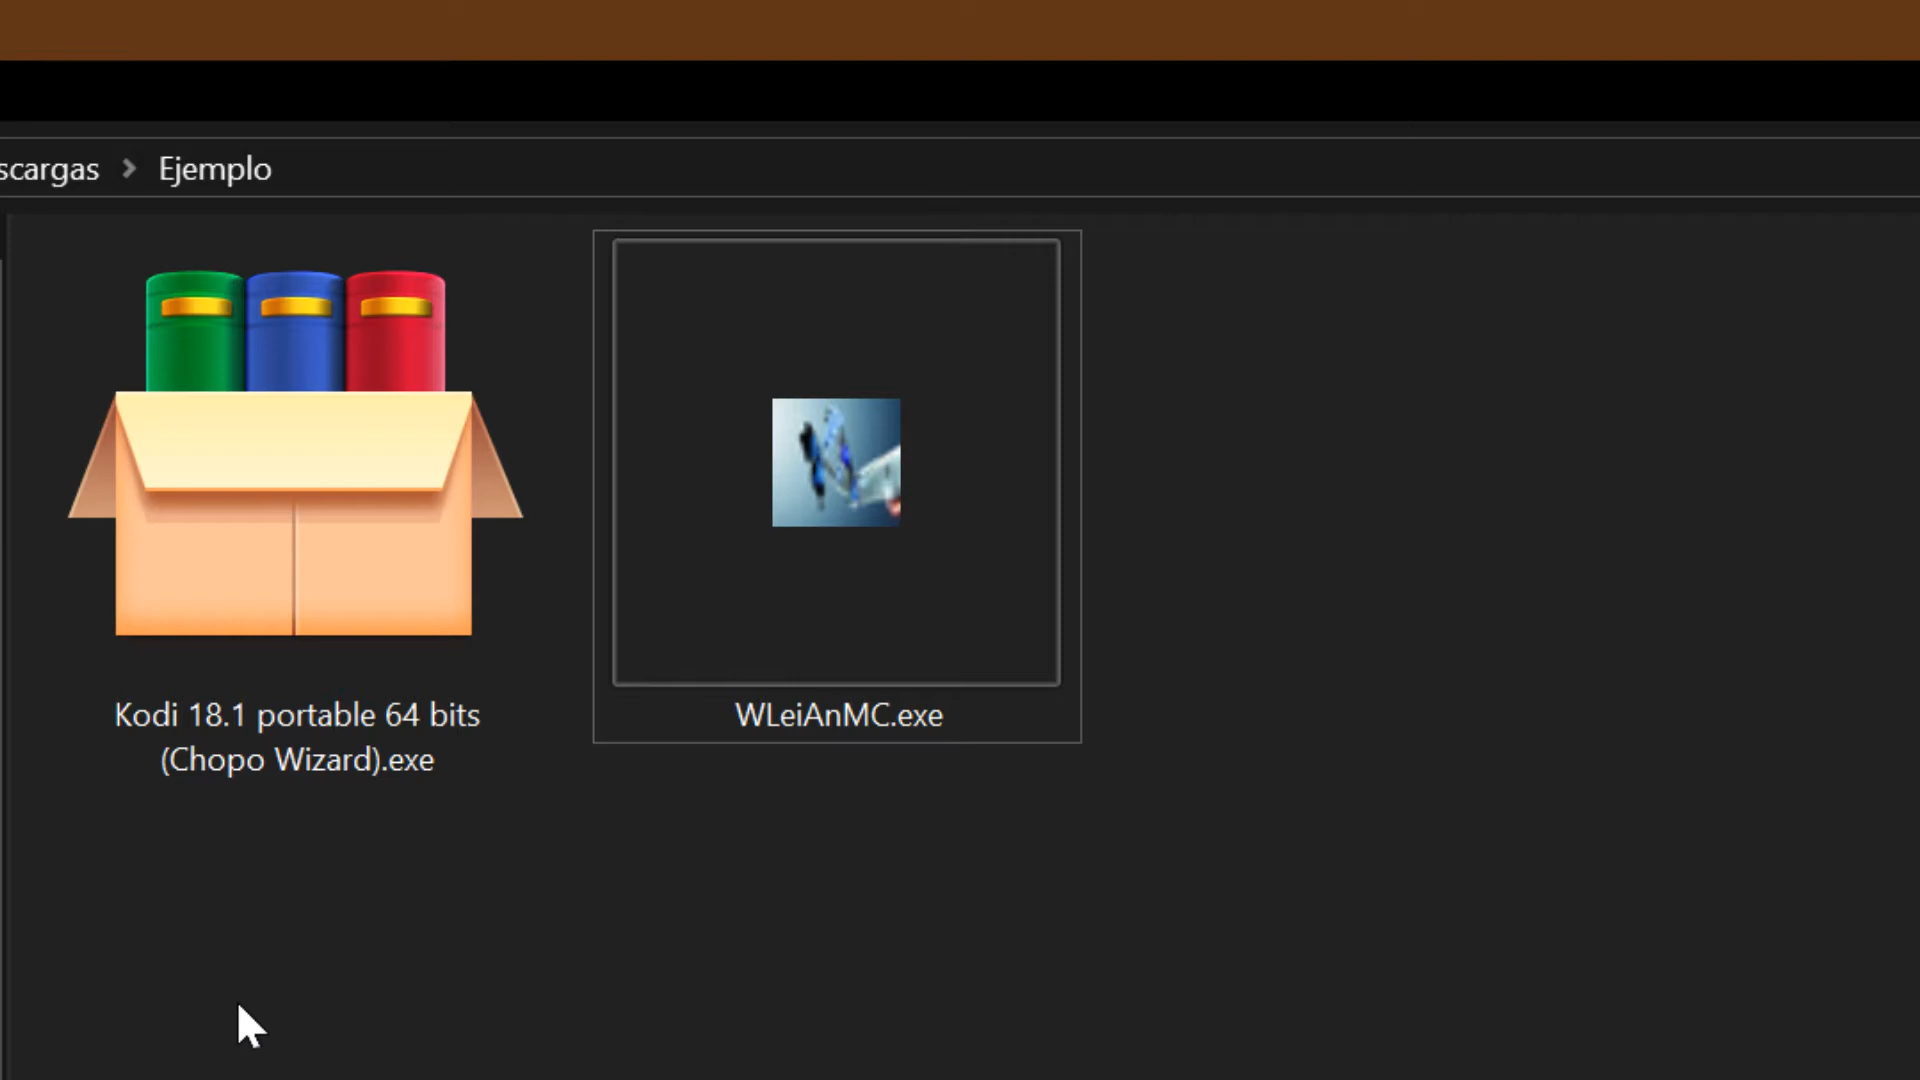 scargas > Ejemplo
Kodi 18.1 portable 64 bits
(Chopo Wizard).exe
WLeiAnMC.exe